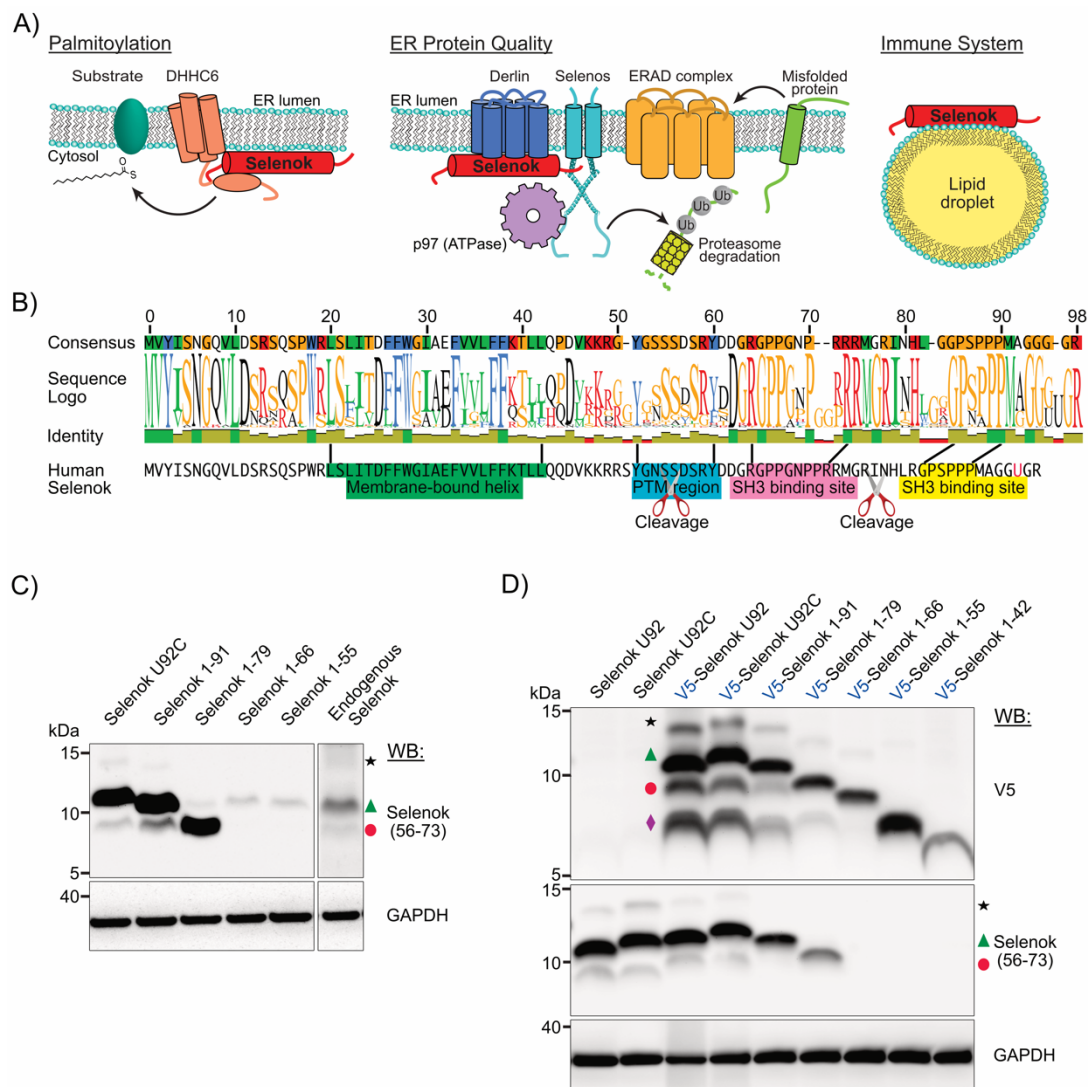 A)
Palmitoylation
Substrate DHHC6
ER lumen
Cytosol
Selenok
O
S
ER Protein Quality
Derlin Selenos ERAD complex Misfolded
protein
ER lumen
Selenok
p97 (ATPase)
Ub
Ub
Ub
Proteasome
degradation
Immune System
Selenok
Lipid
droplet
B)
0 10 20 30 40 50 60 70 80 90 98
Consensus MVYISNGQVLDSRSQSPWRLSLITDFFWGIAEFVVLFFKTLLQPDVKKRG-YGSSSDSRYDDGRGPPGNP--RRRMGRINHL-GGPSPPPMAGGG-GR
Sequence
Logo
Identity
Human
Selenok
MVYISNGQVLDSRSQSPWRLSLITDFFWGIAEFVVLFFKTLLQQDVKKRRSYGNSSDSRYDDGRGPPGNPPRRMGRINHLRGPSPPPMAGGUGR
Membrane-bound helix
PTM region
SH3 binding site
SH3 binding site
Cleavage
Cleavage
C)
Selenok U92C
Selenok 1-91
Selenok 1-79
Selenok 1-66
Selenok 1-55
Endogenous
Selenok
kDa
WB:
15
10
5
Selenok
(56-73)
40
GAPDH
D)
Selenok U92
Selenok U92C
V5-Selenok U92
V5-Selenok U92C
V5-Selenok 1-91
V5-Selenok 1-79
V5-Selenok 1-66
V5-Selenok 1-55
V5-Selenok 1-42
kDa
WB:
15
10
5
V5
15
10
Selenok
(56-73)
40
GAPDH